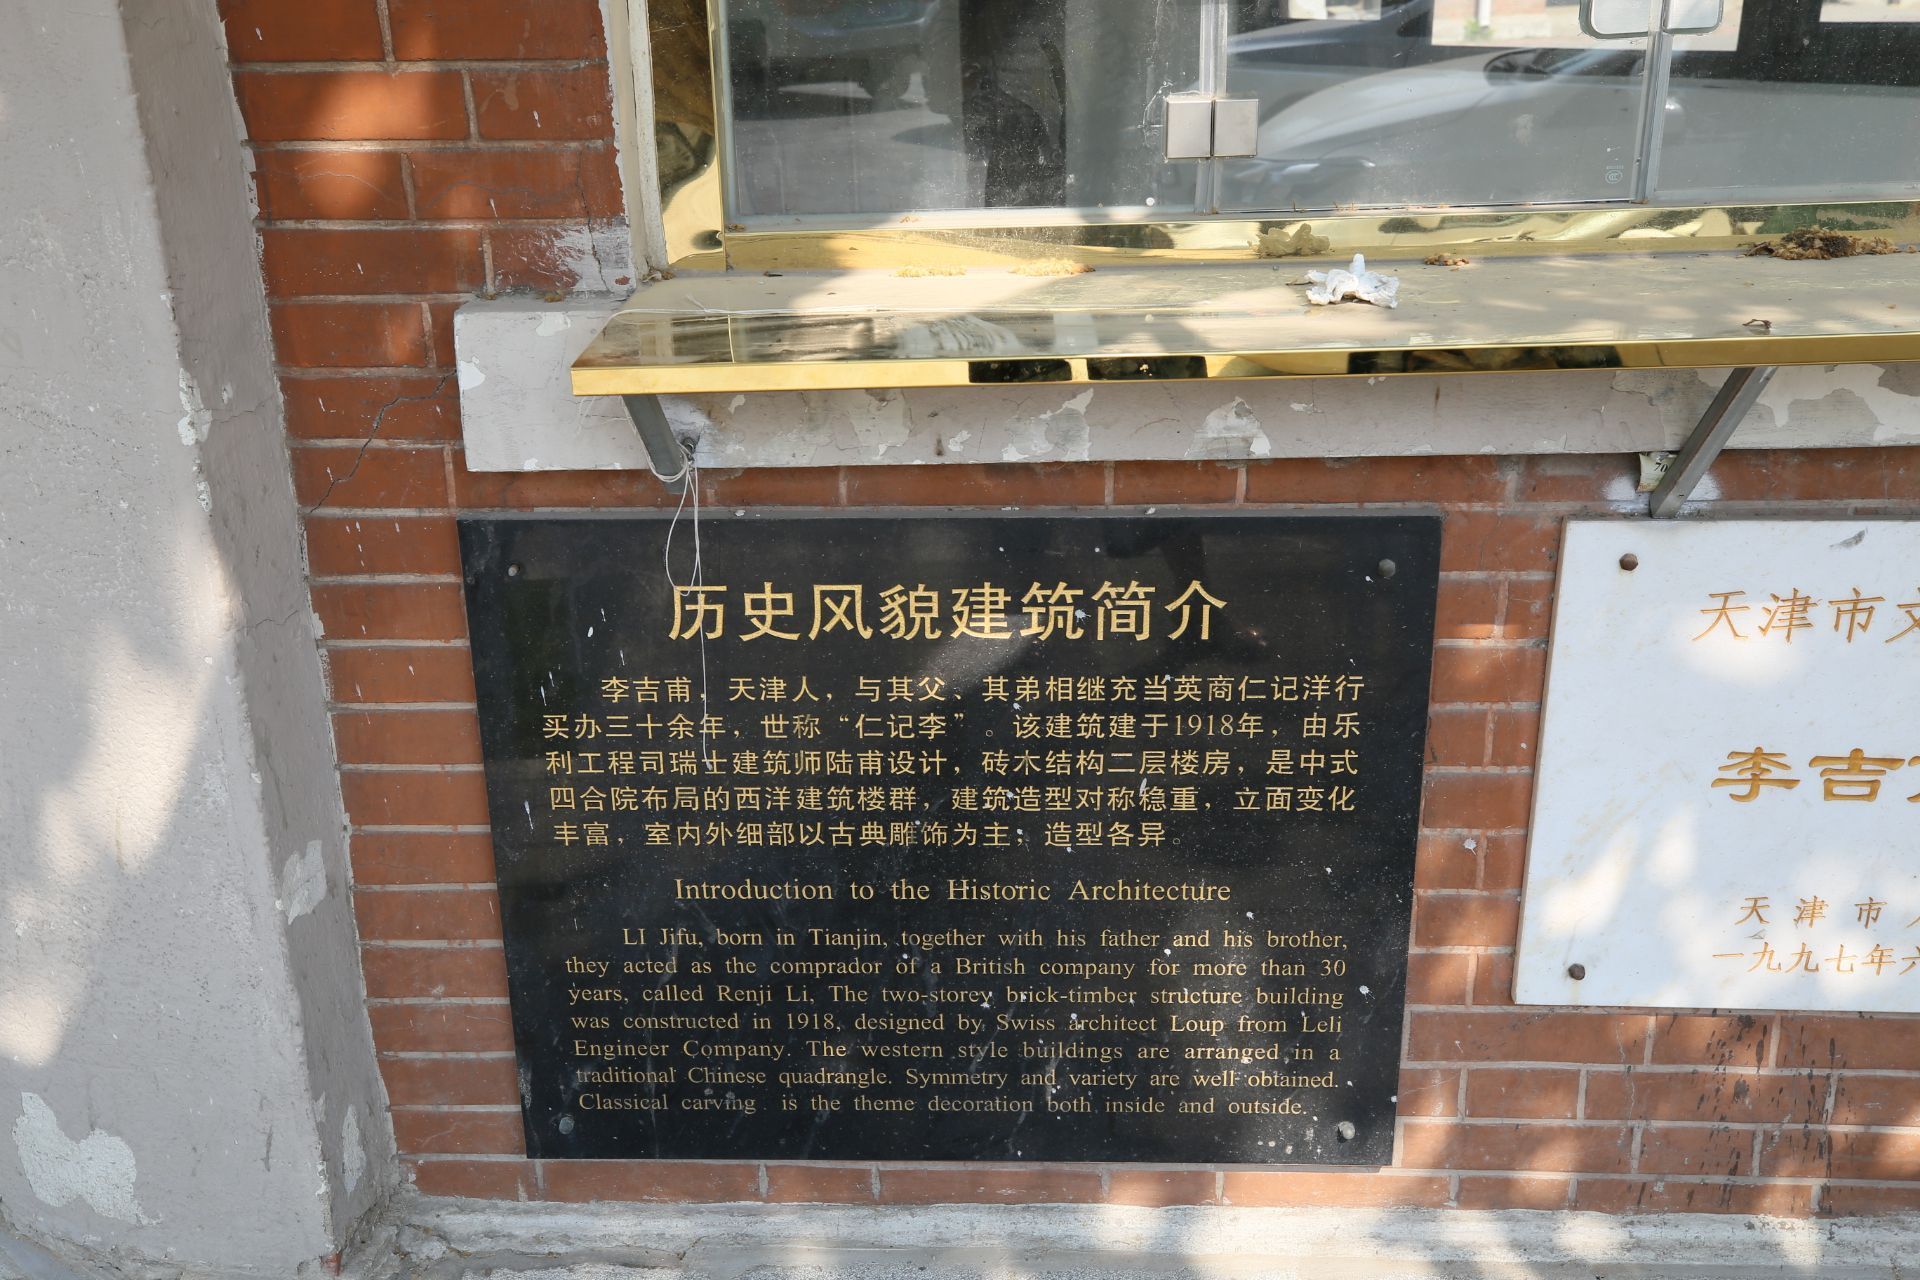 历史风貌建筑简介
李吉甫，天津人，与其父、其弟相继充当英商仁记洋行
买办三十余年，世称“仁记李”。该建筑建于1918年，由乐
利工程司瑞士建筑师陆甫设计，砖木结构二层楼房，是中式
四合院布局的西洋建筑楼群，建筑造型对称稳重，立面变化
丰富，室内外细部以古典雕饰为主；造型各异。
Introduction to the Historic Architecture
LI Jifu, born in Tianjin, together with his father and his brother,
they acted as the comprador of a British company for more than 30
years, called Renji Li, The two-storey brick-timber structure building
was constructed in 1918, designed by Swiss architect Loup from Leli
Engineer Company. The western style buildings are arranged in a
traditional Chinese quadrangle. Symmetry and variety are well obtained.
Classical carving is the theme decoration both inside and outside.
天津市文
李吉
天津市人
一九九七年六
70